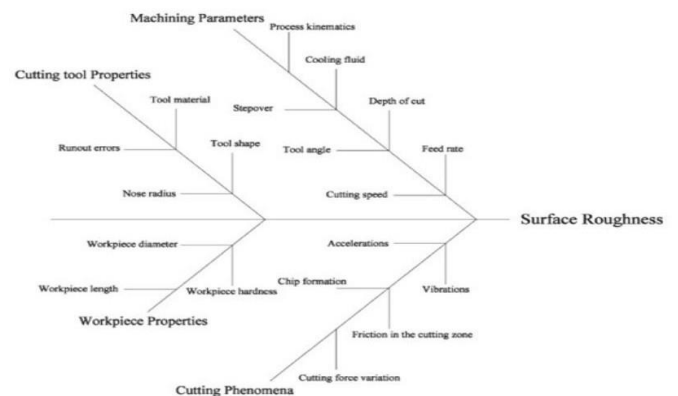 Machining Parameters
Process kinematics
Cooling fluid
Cutting tool Properties
Tool material
Stepover
Depth of cut
Runout errors
Tool shape
Tool angle
Feed rate
Nose radius
Cutting speed
Surface Roughness
Workpiece diameter
Accelerations
Workpiece length
Workpiece hardness
Chip formation
Vibrations
Workpiece Properties
Friction in the cutting zone
Cutting force variation
Cutting Phenomena